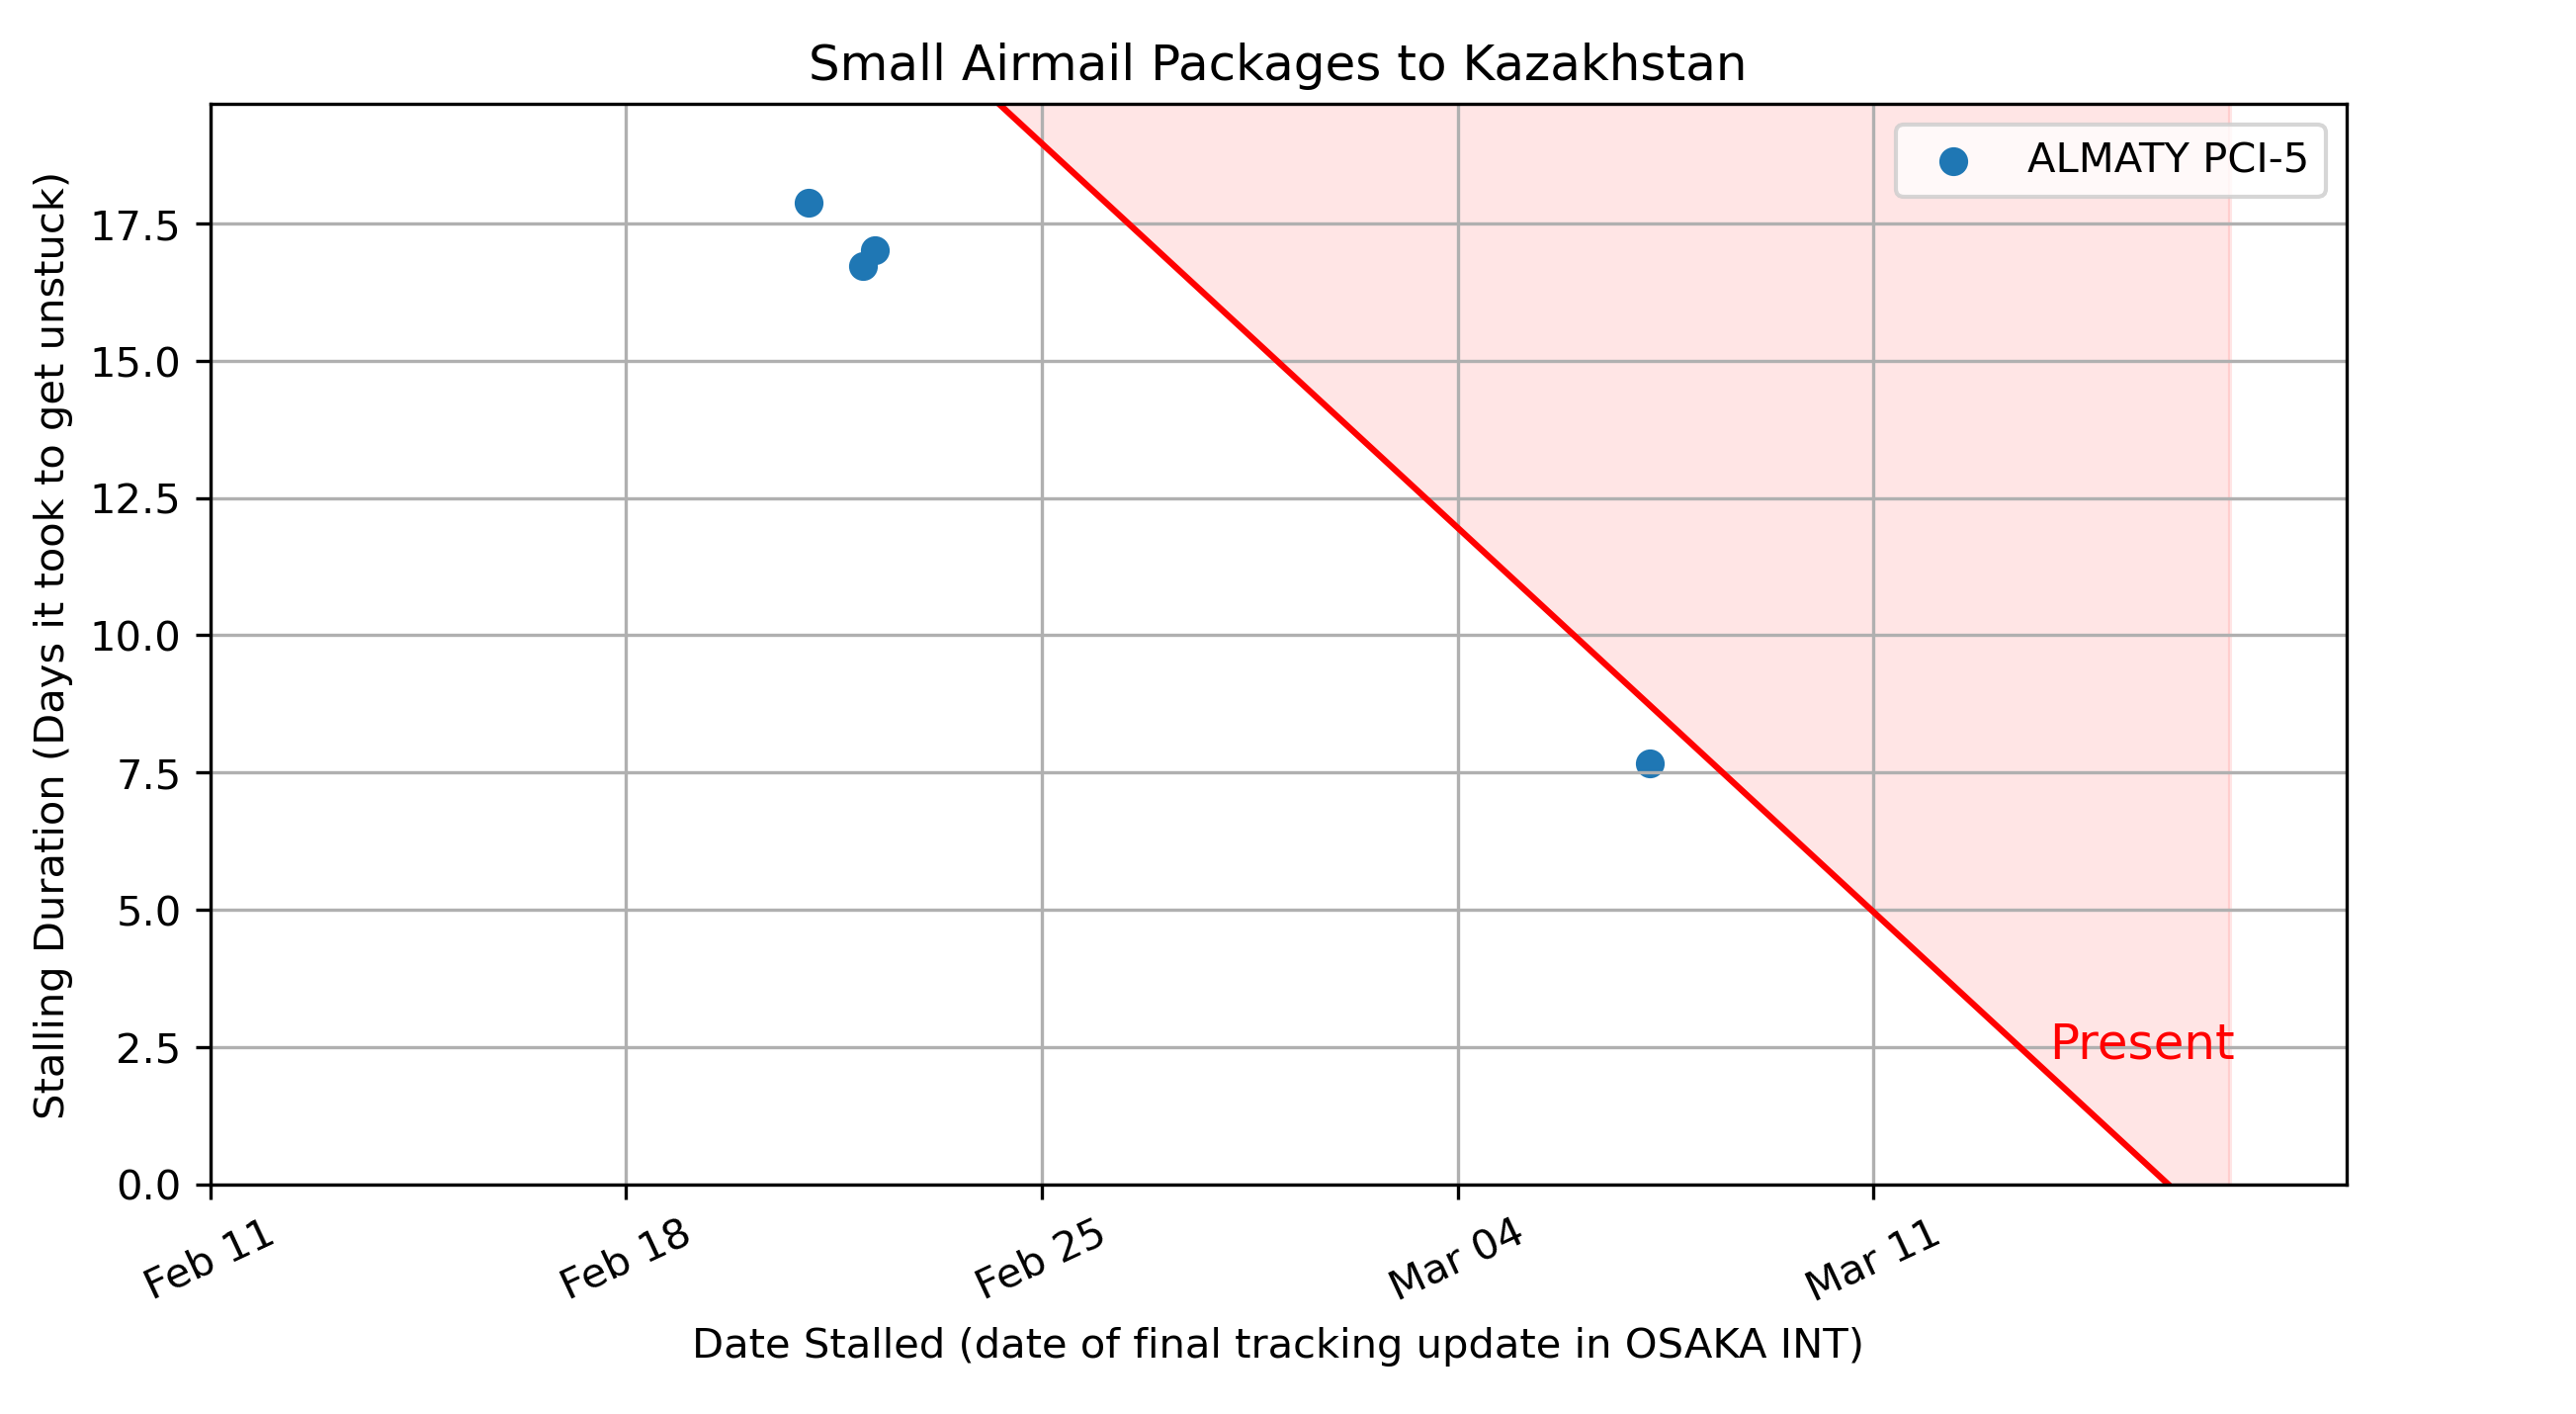 Small Airmail Packages to Kazakhstan
ALMATY PCI-5
Stalling Duration (Days it took to get unstuck)
17.5
15.0
12.5
10.0
7.5
5.0
2.5
0.0
Present
Feb 11
Feb 18
Feb 25
Mar 04
Mar 11
Date Stalled (date of final tracking update in OSAKA INT)